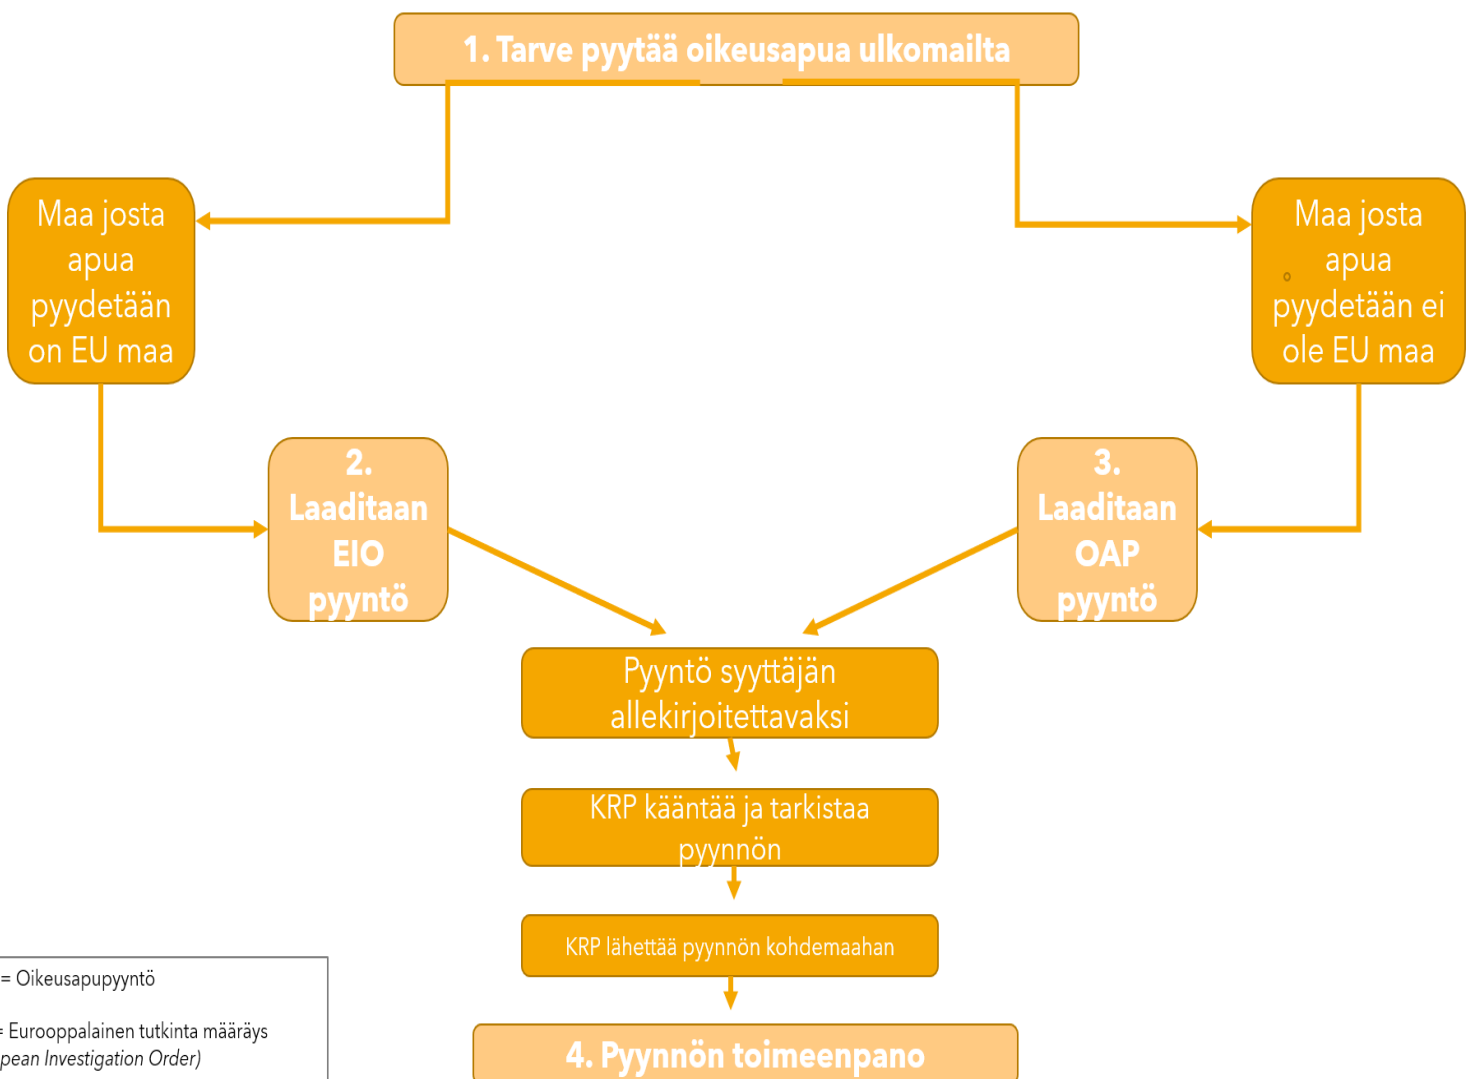 1. Tarve pyytää oikeusapua ulkomailta
Maa josta
apua
pyydetään
on EU maa
Maa josta
apua
pyydetään ei
ole EU maa
2.
Laaditaan
EIO
pyyntö
3.
Laaditaan
OAP
pyyntö
Pyyntö syyttäjän
allekirjoitettavaksi
KRP kääntää ja tarkistaa
pyynnön
KRP lähettää pyynnön kohdemaahan
4. Pyynnön toimeenpano
= Oikeusapupyyntö
= Eurooppalainen tutkinta määräys
pean Investigation Order)